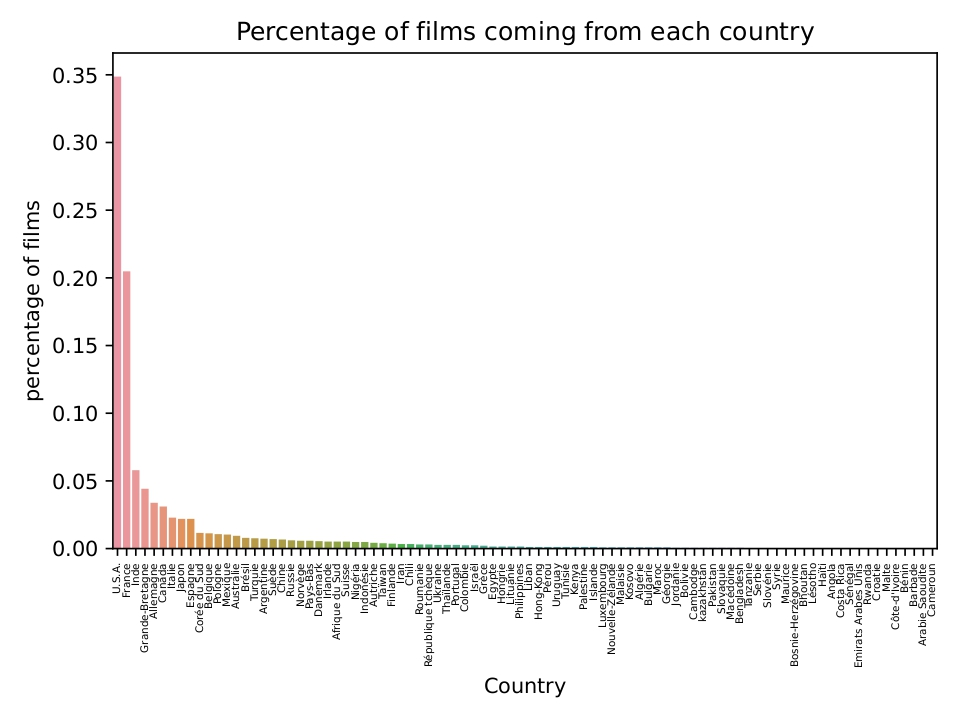 Percentage of films coming from each country
percentage of films
0.35
0.30
0.25
0.20
0.15
0.10
0.05
0.00
U.S.A.
France
Inde
Grande-Bretagne
Allemagne
Canada
Italie
Japon
Espagne
Corée du Sud
Belgique
Pologne
Mexique
Australie
Brésil
Turquie
Argentine
Suède
Chine
Russie
Norvège
Pays-Bas
Danemark
Irlande
Afrique du Sud
Suisse
Nigéria
Indonésie
Autriche
Taïwan
Finlande
Iran
Chili
Roumanie
République tchèque
Ukraine
Thaïlande
Portugal
Colombie
Israël
Grèce
Egypte
Hongrie
Lituanie
Philippines
Liban
Hong-Kong
Pérou
Uruguay
Tunisie
Kenya
Palestine
Islande
Luxembourg
Nouvelle-Zélande
Malaisie
Kosovo
Algérie
Bulgarie
Maroc
Géorgie
Jordanie
Bolivie
Cambodge
kazakhstan
Pakistan
Slovaquie
Macédoine
Bengladesh
Tanzanie
Serbie
Slovénie
Syrie
Maurice
Bosnie-Herzégovine
Bhoutan
Lésotho
Haïti
Angola
Costa Rica
Sénégal
Emirats Arabes Unis
Rwanda
Croatie
Malte
Côte-d'Ivoire
Bénin
Barbade
Arabie Saoudite
Cameroun
Country